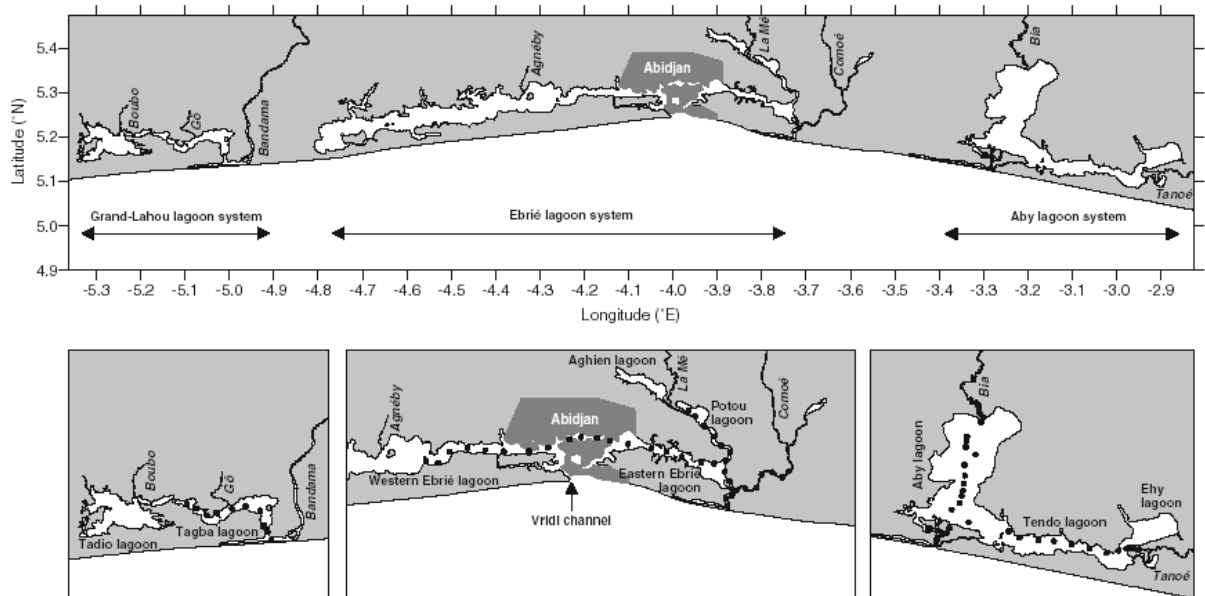 5.4
5.3
5.2
5.1
5.0
4.9
Latitude (°N)
Boubo
Gô
Bandama
Agnéby
Abidjan
La Mé
Comoé
Bia
Tanoé
Grand-Lahou lagoon system
Ebrié lagoon system
Aby lagoon system
-5.3 -5.2 -5.1 -5.0 -4.9 -4.8 -4.7 -4.6 -4.5 -4.4 -4.3 -4.2 -4.1 -4.0 -3.9 -3.8 -3.7 -3.6 -3.5 -3.4 -3.3 -3.2 -3.1 -3.0 -2.9
Longitude (°E)
Boubo
Gô
Bandama
Tagba lagoon
Tadio lagoon
Aghien lagoon
La Mé
Agnéby
Abidjan
Potou
lagoon
Comoé
Western Ebrié lagoon
Eastern Ebrié
lagoon
Vridi channel
Bia
Aby lagoon
Ehy
lagoon
Tendo lagoon
Tanoé